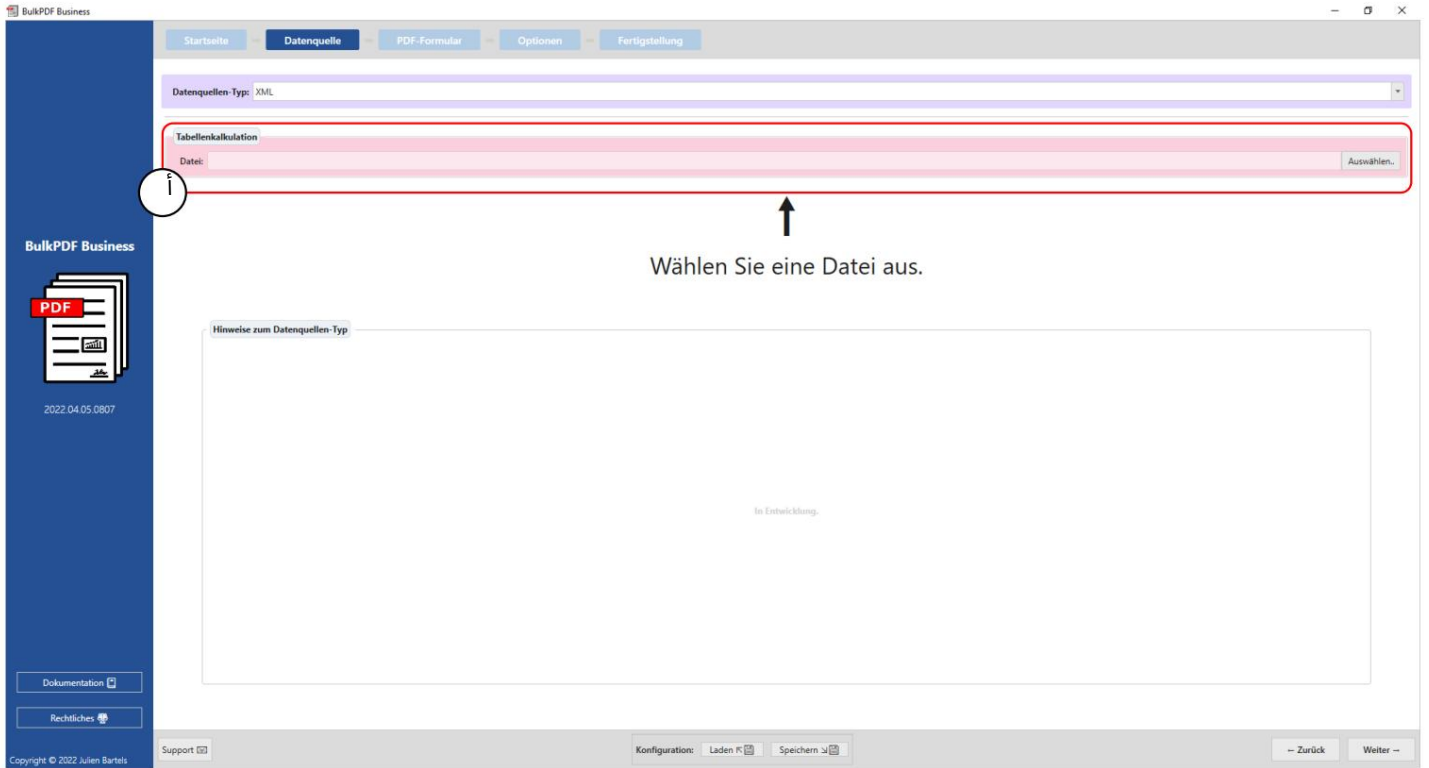 BulkPDF Business
Startseite Datenquelle PDF-Formular Optionen Fertigstellung
Datenquellen-Typ: XML
Tabellenkalkulation
Datei: Auswählen..
أ
Wählen Sie eine Datei aus.
BulkPDF Business
PDF
2022.04.05.0807
Hinweise zum Datenquellen-Typ
In Entwicklung.
Dokumentation
Rechtliches
Copyright © 2022 Julien Bartels
Support
Konfiguration: Laden Speichern
← Zurück Weiter →